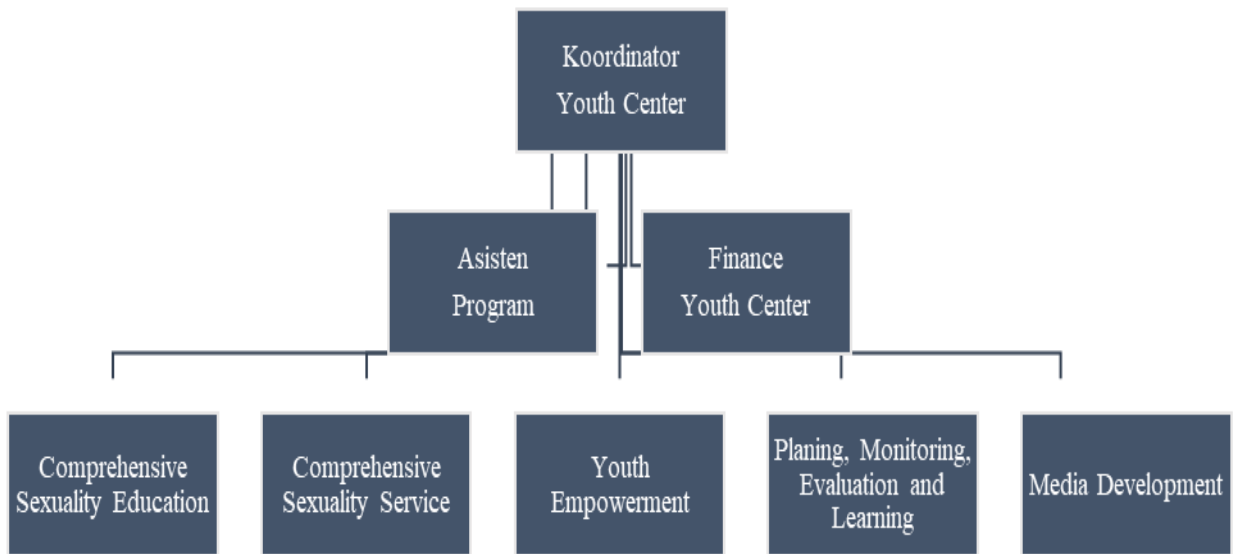 Koordinator
Youth Center
Asisten
Program
Finance
Youth Center
Comprehensive
Sexuality Education
Comprehensive
Sexuality Service
Youth
Empowerment
Planing, Monitoring,
Evaluation and
Learning
Media Development